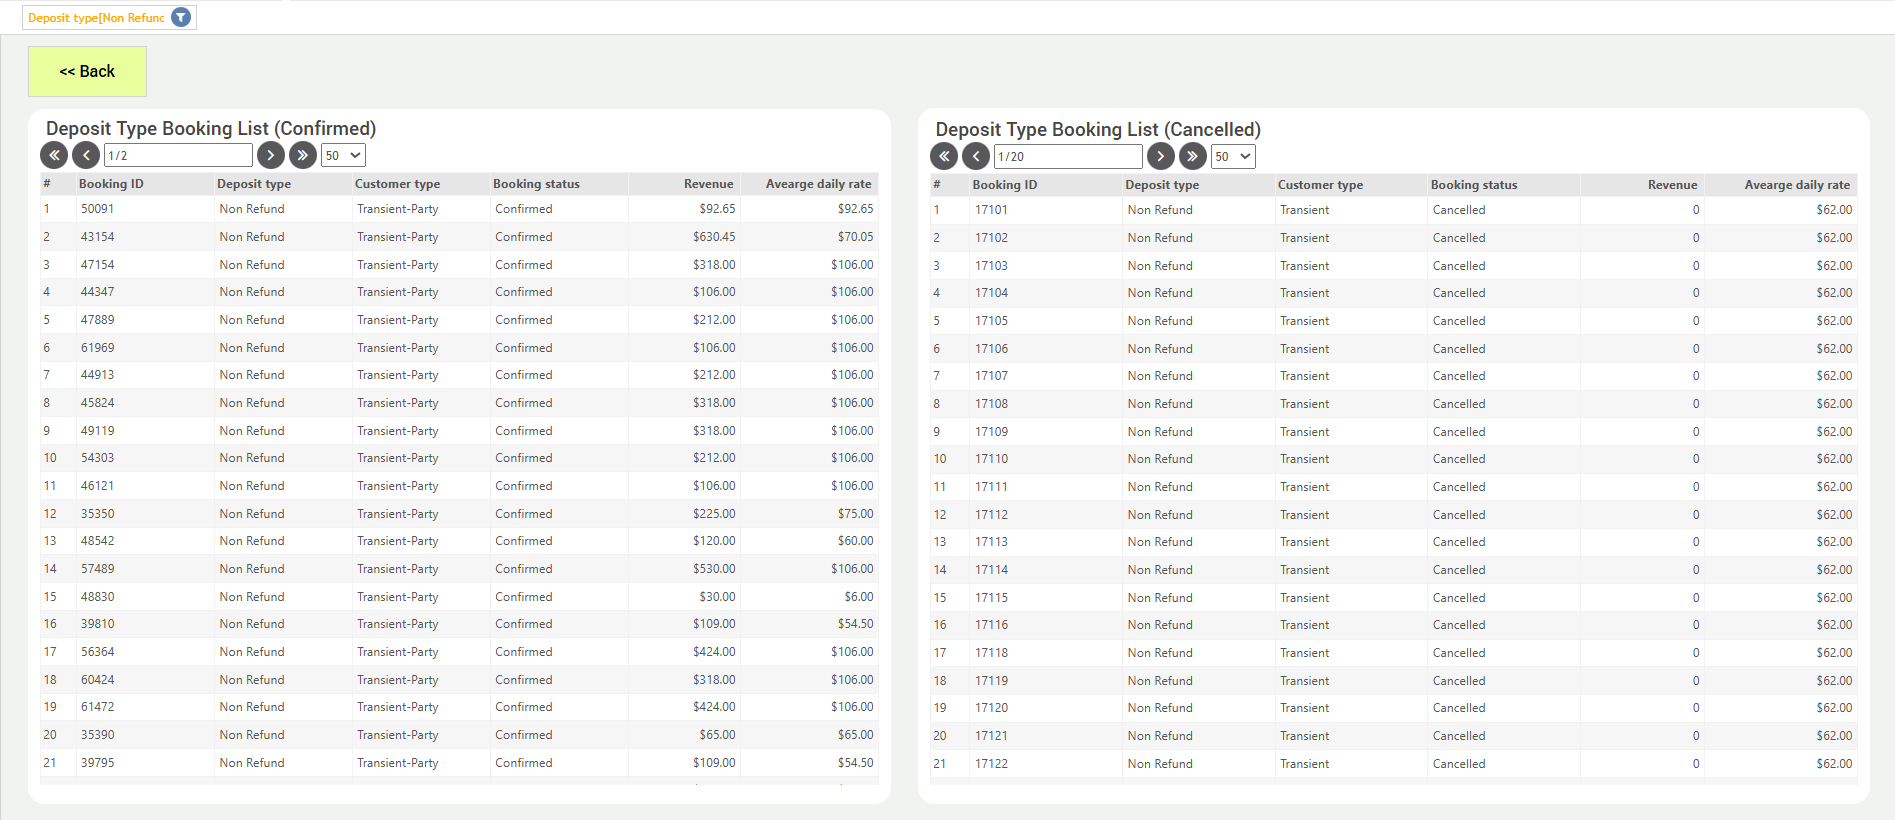 Deposit type[Non Refunc
<< Back
Deposit Type Booking List (Confirmed)
1/2 50
# Booking ID Deposit type Customer type Booking status Revenue Avearge daily rate
1 50091 Non Refund Transient-Party Confirmed $92.65 $92.65
2 43154 Non Refund Transient-Party Confirmed $630.45 $70.05
3 47154 Non Refund Transient-Party Confirmed $318.00 $106.00
4 44347 Non Refund Transient-Party Confirmed $106.00 $106.00
5 47889 Non Refund Transient-Party Confirmed $212.00 $106.00
6 61969 Non Refund Transient-Party Confirmed $106.00 $106.00
7 44913 Non Refund Transient-Party Confirmed $212.00 $106.00
8 45824 Non Refund Transient-Party Confirmed $318.00 $106.00
9 49119 Non Refund Transient-Party Confirmed $318.00 $106.00
10 54303 Non Refund Transient-Party Confirmed $212.00 $106.00
11 46121 Non Refund Transient-Party Confirmed $106.00 $106.00
12 35350 Non Refund Transient-Party Confirmed $225.00 $75.00
13 48542 Non Refund Transient-Party Confirmed $120.00 $60.00
14 57489 Non Refund Transient-Party Confirmed $530.00 $106.00
15 48830 Non Refund Transient-Party Confirmed $30.00 $6.00
16 39810 Non Refund Transient-Party Confirmed $109.00 $54.50
17 56364 Non Refund Transient-Party Confirmed $424.00 $106.00
18 60424 Non Refund Transient-Party Confirmed $318.00 $106.00
19 61472 Non Refund Transient-Party Confirmed $424.00 $106.00
20 35390 Non Refund Transient-Party Confirmed $65.00 $65.00
21 39795 Non Refund Transient-Party Confirmed $109.00 $54.50
Deposit Type Booking List (Cancelled)
1/20 50
# Booking ID Deposit type Customer type Booking status Revenue Avearge daily rate
1 17101 Non Refund Transient Cancelled 0 $62.00
2 17102 Non Refund Transient Cancelled 0 $62.00
3 17103 Non Refund Transient Cancelled 0 $62.00
4 17104 Non Refund Transient Cancelled 0 $62.00
5 17105 Non Refund Transient Cancelled 0 $62.00
6 17106 Non Refund Transient Cancelled 0 $62.00
7 17107 Non Refund Transient Cancelled 0 $62.00
8 17108 Non Refund Transient Cancelled 0 $62.00
9 17109 Non Refund Transient Cancelled 0 $62.00
10 17110 Non Refund Transient Cancelled 0 $62.00
11 17111 Non Refund Transient Cancelled 0 $62.00
12 17112 Non Refund Transient Cancelled 0 $62.00
13 17113 Non Refund Transient Cancelled 0 $62.00
14 17114 Non Refund Transient Cancelled 0 $62.00
15 17115 Non Refund Transient Cancelled 0 $62.00
16 17116 Non Refund Transient Cancelled 0 $62.00
17 17118 Non Refund Transient Cancelled 0 $62.00
18 17119 Non Refund Transient Cancelled 0 $62.00
19 17120 Non Refund Transient Cancelled 0 $62.00
20 17121 Non Refund Transient Cancelled 0 $62.00
21 17122 Non Refund Transient Cancelled 0 $62.00